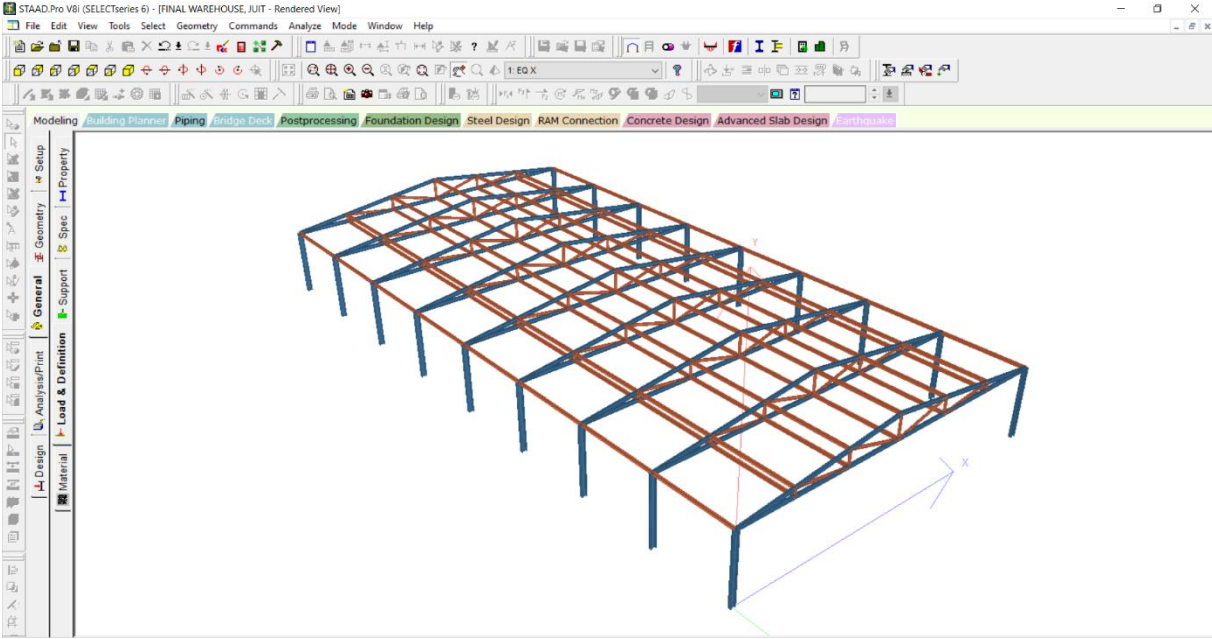 STAAD.Pro V8i (SELECTseries 6) - [FINAL WAREHOUSE, JUIT - Rendered View]
File Edit View Tools Select Geometry Commands Analyze Mode Window Help
1: EQ X
Modeling Building Planner Piping Bridge Deck Postprocessing Foundation Design Steel Design RAM Connection Concrete Design Advanced Slab Design Earthquake
Setup
Geometry
General
Analysis/Print
Design
Property
Spec
Support
Load & Definition
Material
Y
X